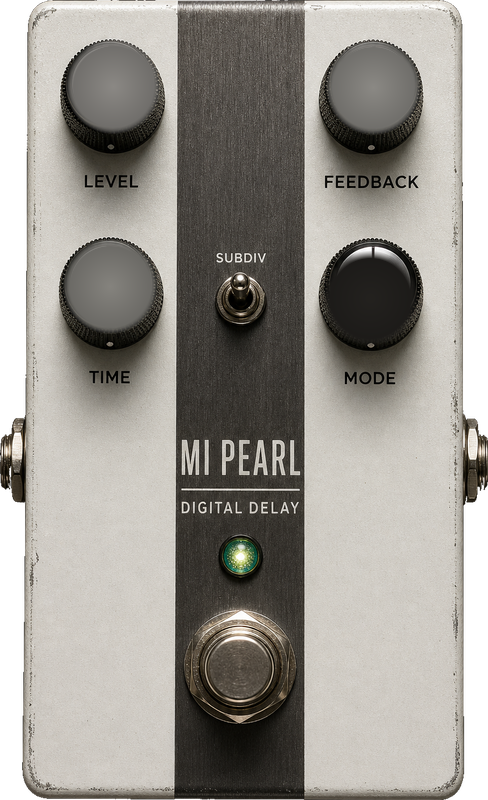 LEVEL
FEEDBACK
SUBDIV
TIME
MODE
MI PEARL
DIGITAL DELAY